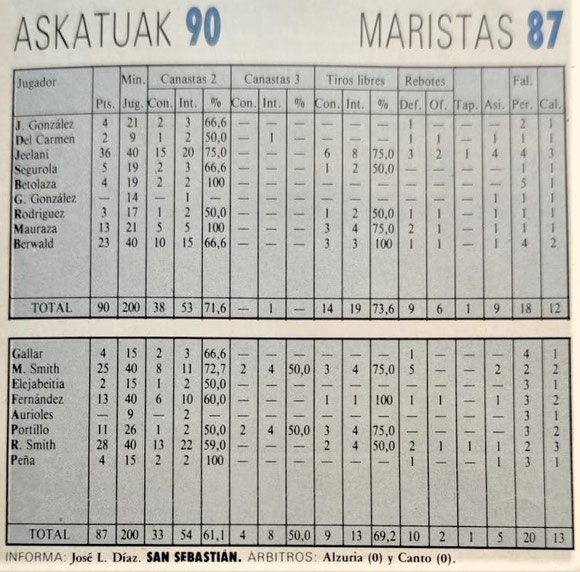 ASKATUAK 90 MARISTAS 87
Jugador Min. Canastas 2 Canastas 3 Tiros libres Rebotes Fal.
Pts. Jug. Con. Int. % Con. Int. % Con. Int. % Def. Of. Tap. Asi. Per. Cal.
J. González 4 21 2 3 66,6 — — — — — — 1 — — — 2 1
Del Carmen 2 9 1 2 50,0 — 1 — — — — 1 1 — 1 1 1
Jeelani 36 40 15 20 75,0 — — — 6 8 75,0 3 2 1 4 4 3
Segurola 5 19 2 3 66,6 — — — 1 2 50,0 — — — 1 1 1
Betolaza 4 19 2 2 100 — — — — — — — — — — 5 1
G. González — 14 — 1 — — — — — — — — — — 1 1 1
Rodríguez 3 17 1 2 50,0 — — — 1 2 50,0 — 1 — 1 1 1
Mauraza 13 21 5 5 100 — — — 3 4 75,0 2 1 — — 1 1
Berwald 23 40 10 15 66,6 — — — 3 3 100 1 1 — 1 4 2
TOTAL 90 200 38 53 71,6 — 1 — 14 19 73,6 9 6 1 9 18 12
Gallar 4 15 2 3 66,6 — — — — — — 1 — — — 4 1
M. Smith 25 40 8 11 72,7 2 4 50,0 3 4 75,0 5 — — 2 2 2
Elejabeitia 2 15 1 2 50,0 — — — — — — — — — — 3 1
Fernández 13 40 6 10 60,0 — — — 1 1 100 1 — — 1 3 2
Aurioles — 9 — 2 — — — — — — — — — — — 3 1
Portillo 11 26 1 2 50,0 2 4 50,0 3 4 75,0 — — — — 3 2
R. Smith 28 40 13 22 59,0 — — — 2 4 50,0 2 1 1 1 2 3
Peña 4 15 2 2 100 — — — — — — 1 — — 1 3 1
TOTAL 87 200 33 54 61,1 4 8 50,0 9 13 69,2 10 2 1 5 20 13
INFORMA: José L. Díaz. SAN SEBASTIÁN. ARBITROS: Alzuria (0) y Canto (0).